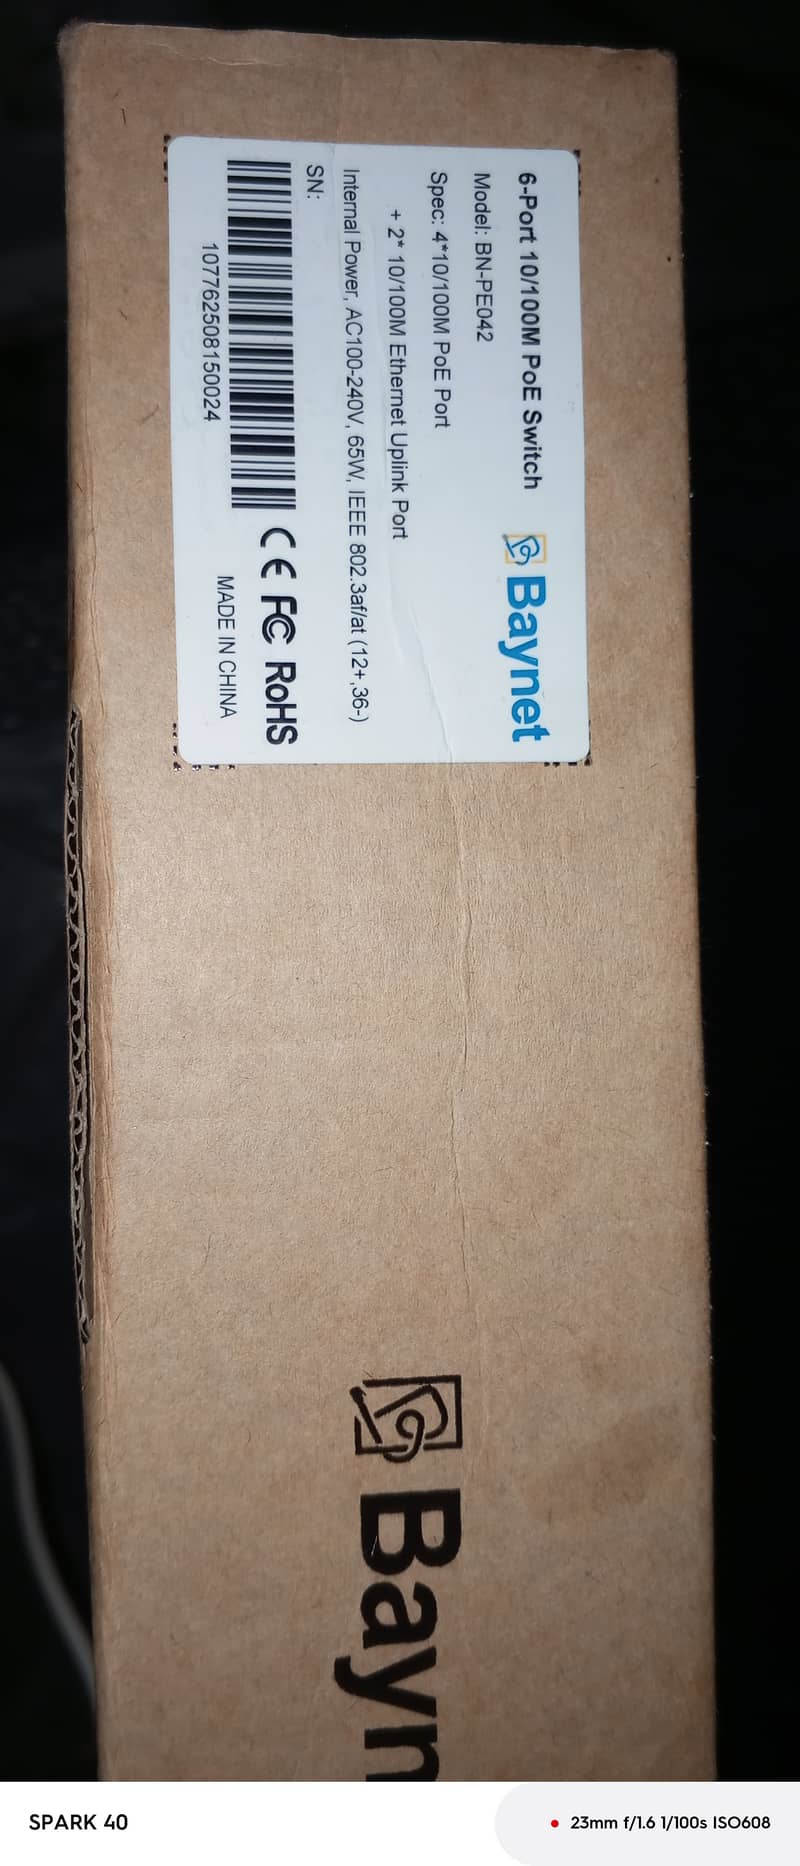 6-Port 10/100M PoE Switch
Baynet
Model: BN-PE042
Spec: 4*10/100M PoE Port
+ 2* 10/100M Ethernet Uplink Port
Internal Power, AC100-240V, 65W, IEEE 802.3af/at (12+,36-)
SN:
107762508150024
CE FC RoHS
MADE IN CHINA
Bayn
SPARK 40
23mm f/1.6 1/100s ISO608